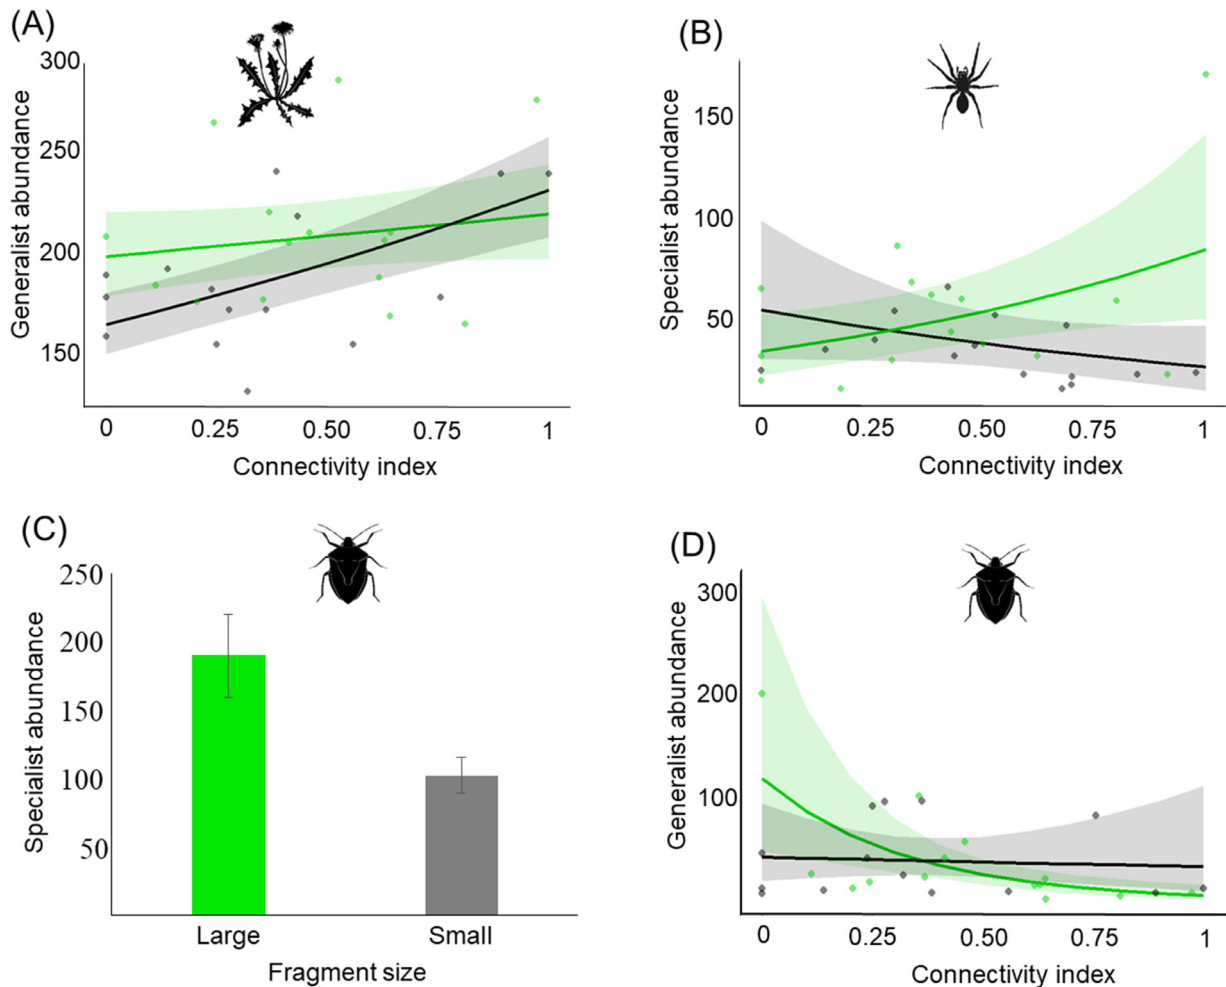 (A)
Generalist abundance
300
250
200
150
0 0.25 0.50 0.75 1
Connectivity index
(B)
Specialist abundance
150
100
50
0 0.25 0.50 0.75 1
Connectivity index
(C)
Specialist abundance
250
200
150
100
50
Large Small
Fragment size
(D)
Generalist abundance
300
200
100
0 0.25 0.50 0.75 1
Connectivity index